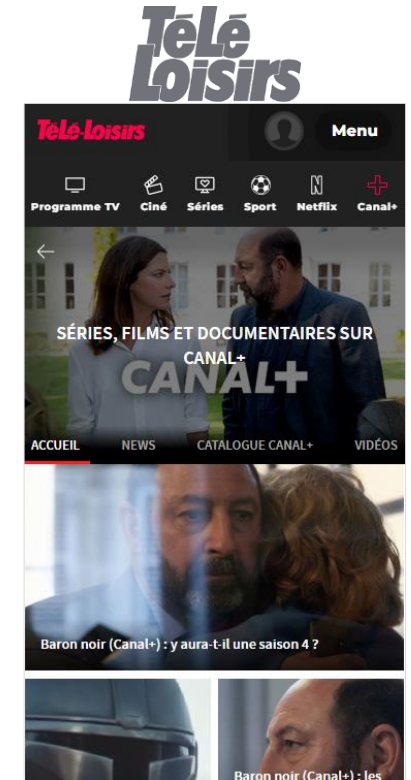 Télé
Loisirs
Télé-Loisirs
Menu
Programme TV Ciné Séries Sport Netflix Canal+
SÉRIES, FILMS ET DOCUMENTAIRES SUR
CANAL+
CANAL+
ACCUEIL NEWS CATALOGUE CANAL+ VIDÉOS
Baron noir (Canal+) : y aura-t-il une saison 4 ?
Baron noir (Canal+) : les